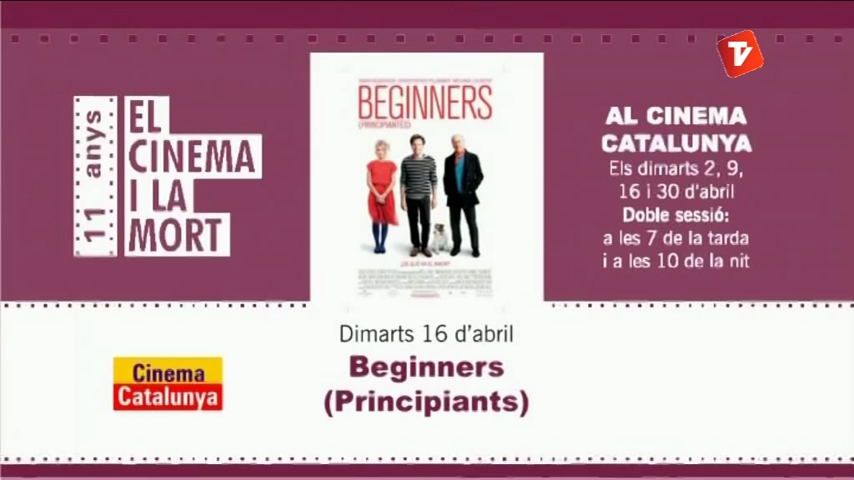 TV
11 anys
EL
CINEMA
I LA
MORT
BEGINNERS
(PRINCIPIANTES)
AL CINEMA
CATALUNYA
Els dimarts 2, 9,
16 i 30 d'abril
Doble sessió:
a les 7 de la tarda
i a les 10 de la nit
Dimarts 16 d'abril
Beginners
(Principiants)
Cinema
Catalunya